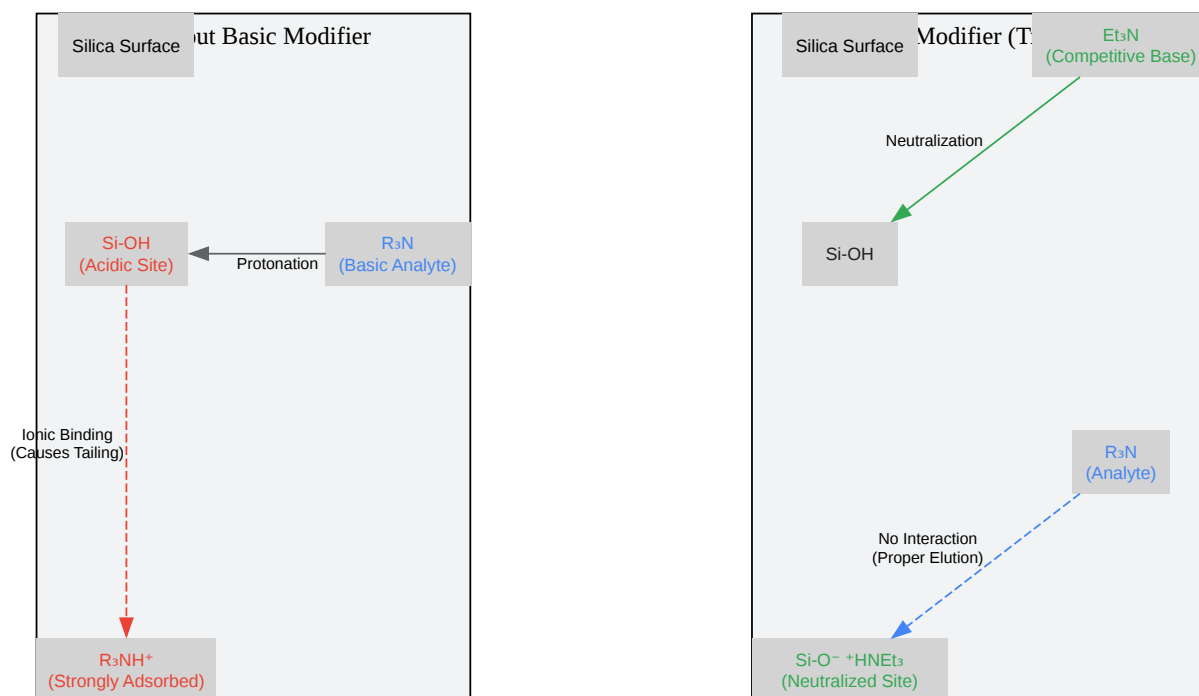 Silica Surface
Basic Modifier
Si-OH
(Acidic Site)
Protonation
R₃N
(Basic Analyte)
Ionic Binding
(Causes Tailing)
R₃NH⁺
(Strongly Adsorbed)
Silica Surface
Modifier
Et₃N
(Competitive Base)
Neutralization
Si-OH
R₃N
(Analyte)
No Interaction
(Proper Elution)
Si-O⁻ ⁺HNEt₃
(Neutralized Site)